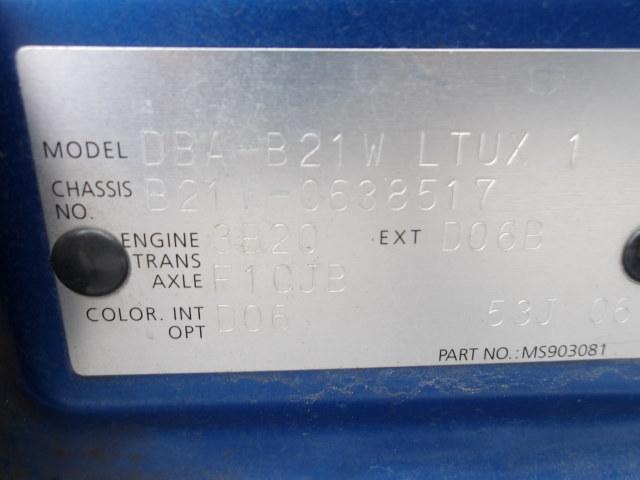 MODEL DBA-B21W LTUX 1
CHASSIS NO. B21W-0638517
ENGINE 3B20 EXT D06B
TRANS AXLE F1CJB
COLOR. INT OPT D06 53J 06
PART NO.: MS903081